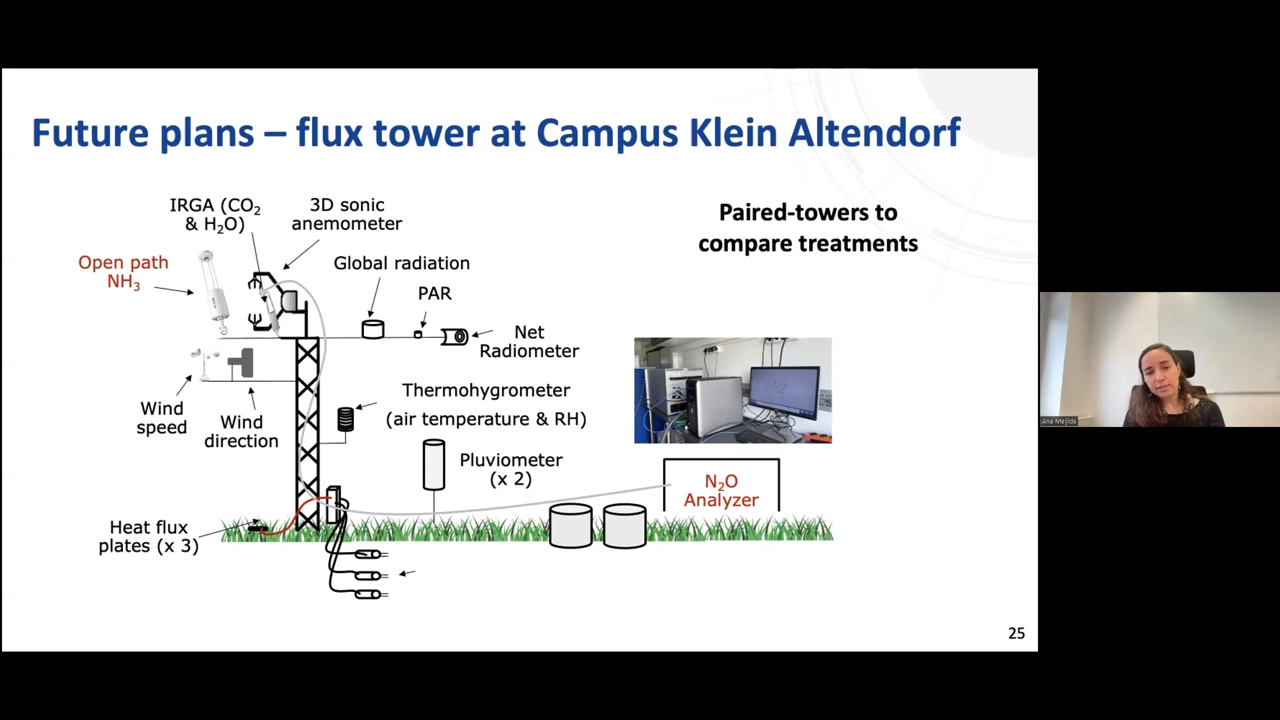 Future plans – flux tower at Campus Klein Altendorf
IRGA (CO₂
& H₂O)
3D sonic
anemometer
Paired-towers to
compare treatments
Open path
NH₃
Global radiation
PAR
Net
Radiometer
Thermohygrometer
(air temperature & RH)
Wind
speed
Wind
direction
Pluviometer
(x 2)
N₂O
Analyzer
Heat flux
plates (x 3)
25
Ana Meijide